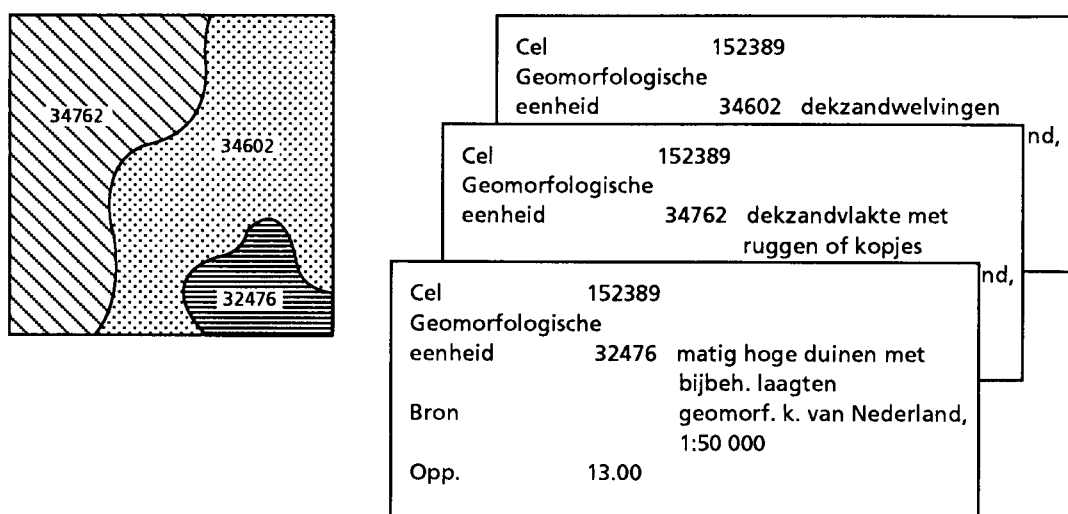 34762
34602
32476
Cel 152389
Geomorfologische
eenheid 34602 dekzandwelvingen
nd,
Cel 152389
Geomorfologische
eenheid 34762 dekzandvlakte met
ruggen of kopjes
nd,
Cel 152389
Geomorfologische
eenheid 32476 matig hoge duinen met
bijbeh. laagten
Bron geomorf. k. van Nederland,
1:50 000
Opp. 13.00